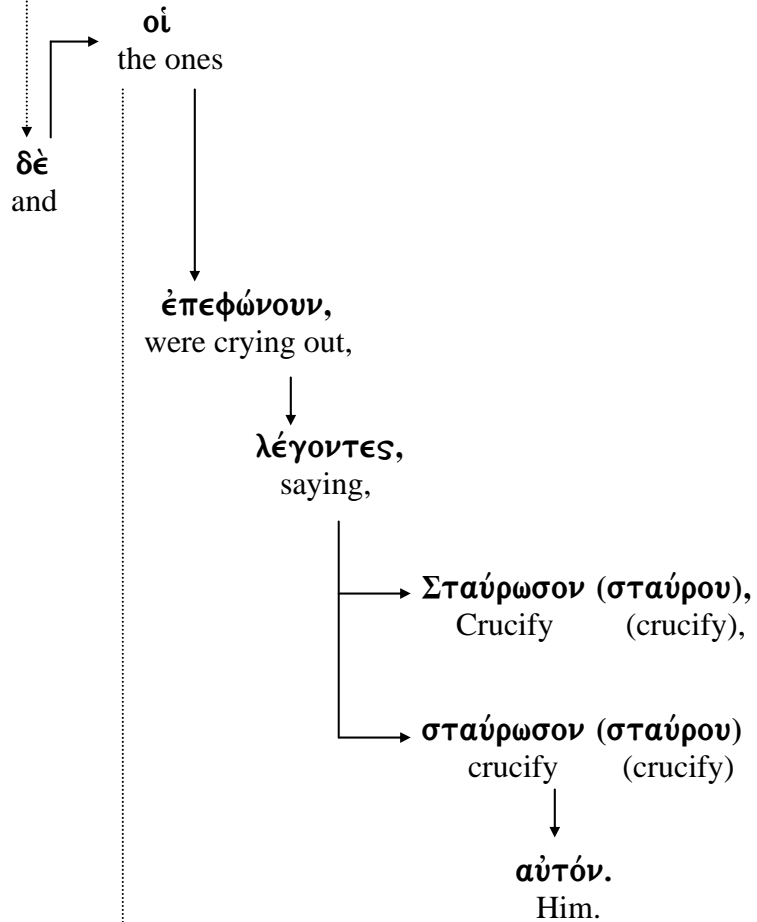 οἱ
the ones
δὲ
and
ἐπεφώνουν,
were crying out,
λέγοντες,
saying,
Σταύρωσον (σταύρου),
Crucify (crucify),
σταύρωσον (σταύρου)
crucify (crucify)
αὐτόν.
Him.